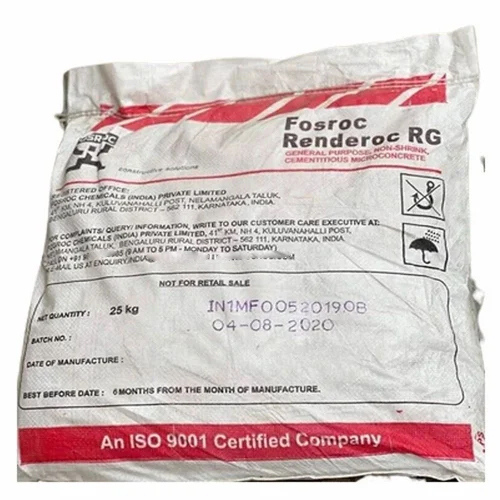 FOSROC
constructive solutions
Fosroc
Renderoc RG
GENERAL PURPOSE, NON-SHRINK,
CEMENTITIOUS MICROCONCRETE
OFFICE:
CHEMICALS (INDIA) PRIVATE LIMITED
KM, NH 4, KULUVANAHALLI POST, NELAMANGALA TALUK,
BENGALURU RURAL DISTRICT – 562 111, KARNATAKA, INDIA.
COMPLAINTS/ QUERY/ INFORMATION, WRITE TO OUR CUSTOMER CARE EXECUTIVE AT:
FOSROC CHEMICALS (INDIA) PRIVATE LIMITED, 41ST KM, NH 4, KULUVANAHALLI POST,
TALUK, BENGALURU RURAL DISTRICT – 562 111, KARNATAKA, INDIA.
(9 AM to 5 PM - MONDAY TO SATURDAY)
US AT
NOT FOR RETAIL SALE
NET QUANTITY : 25 kg
IN1MF00520190B
BATCH NO. :
04-08-2020
DATE OF MANUFACTURE :
BEST BEFORE DATE : 6 MONTHS FROM THE MONTH OF MANUFACTURE.
An ISO 9001 Certified Company